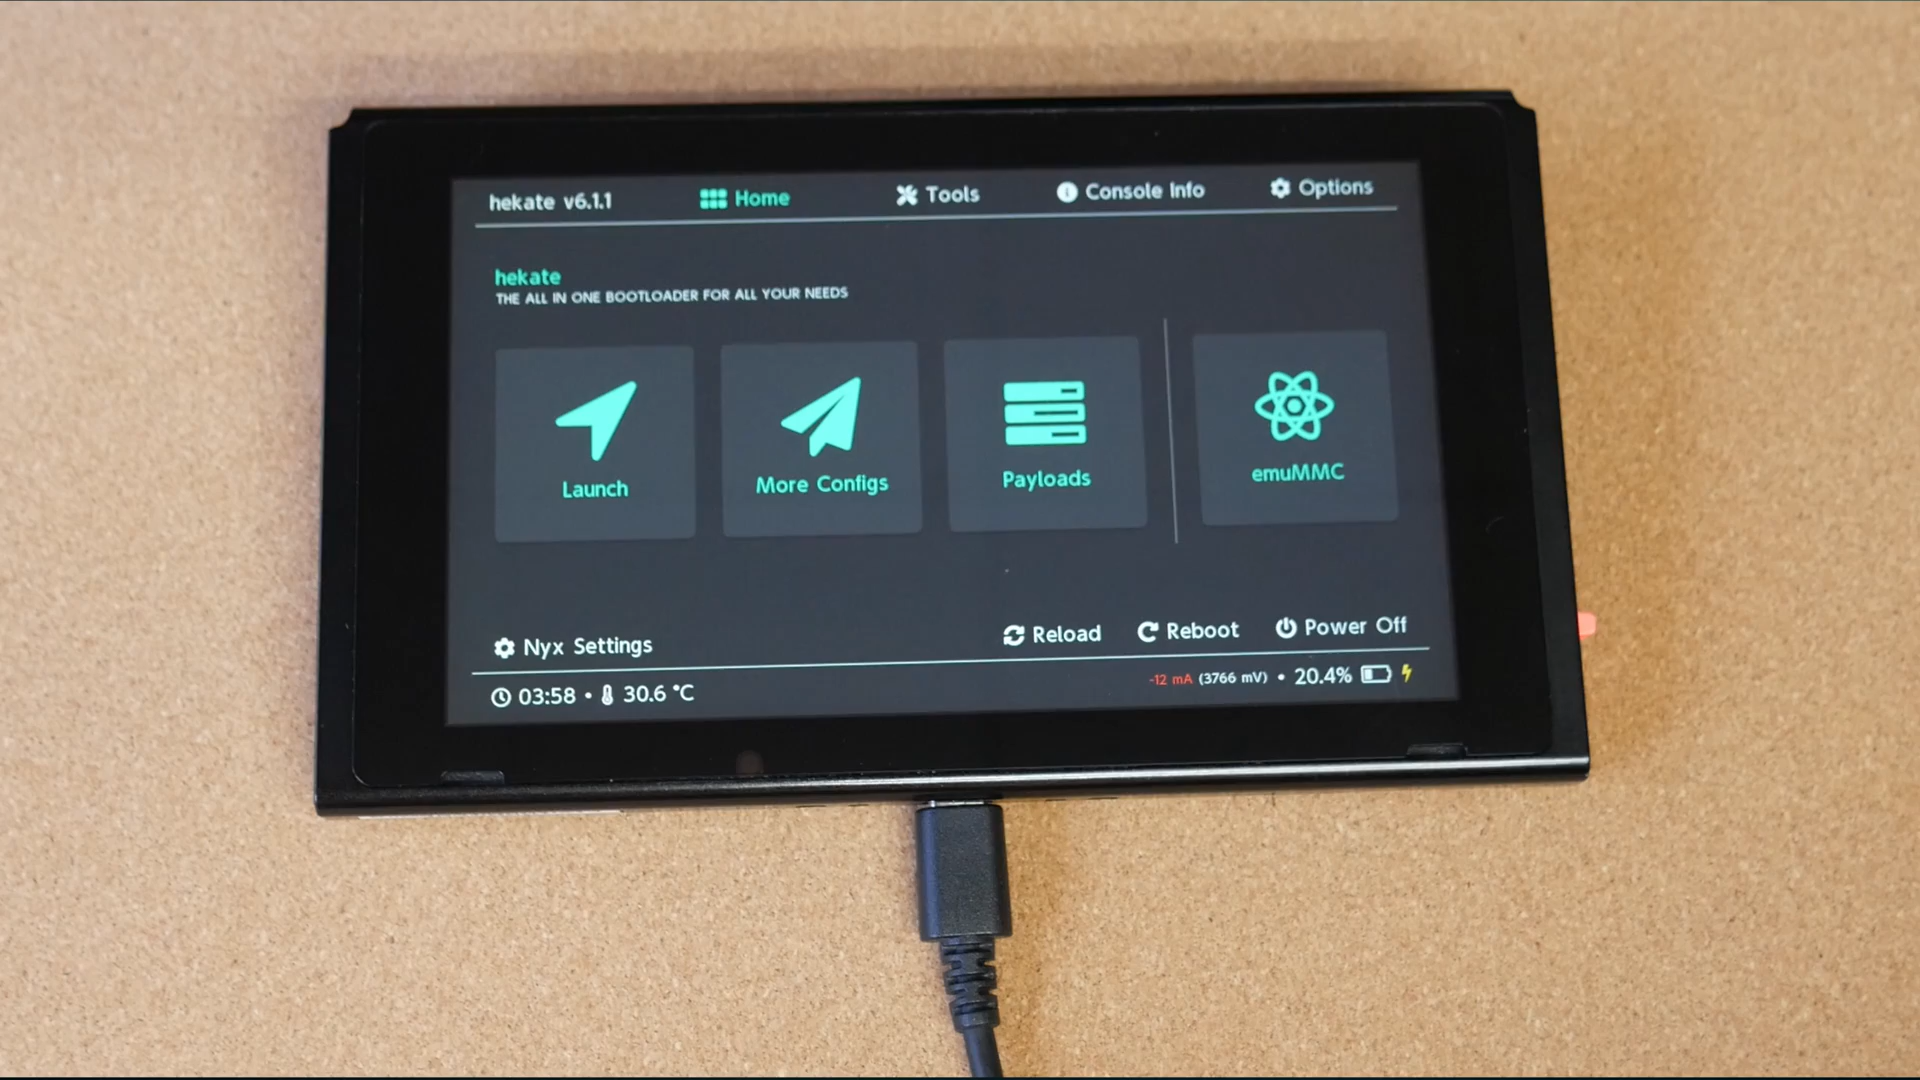 hekate v6.1.1 Home Tools Console Info Options
hekate
THE ALL IN ONE BOOTLOADER FOR ALL YOUR NEEDS
Launch More Configs Payloads emuMMC
Nyx Settings Reload Reboot Power Off
03:58 • 30.6 °C -12 mA (3766 mV) • 20.4%